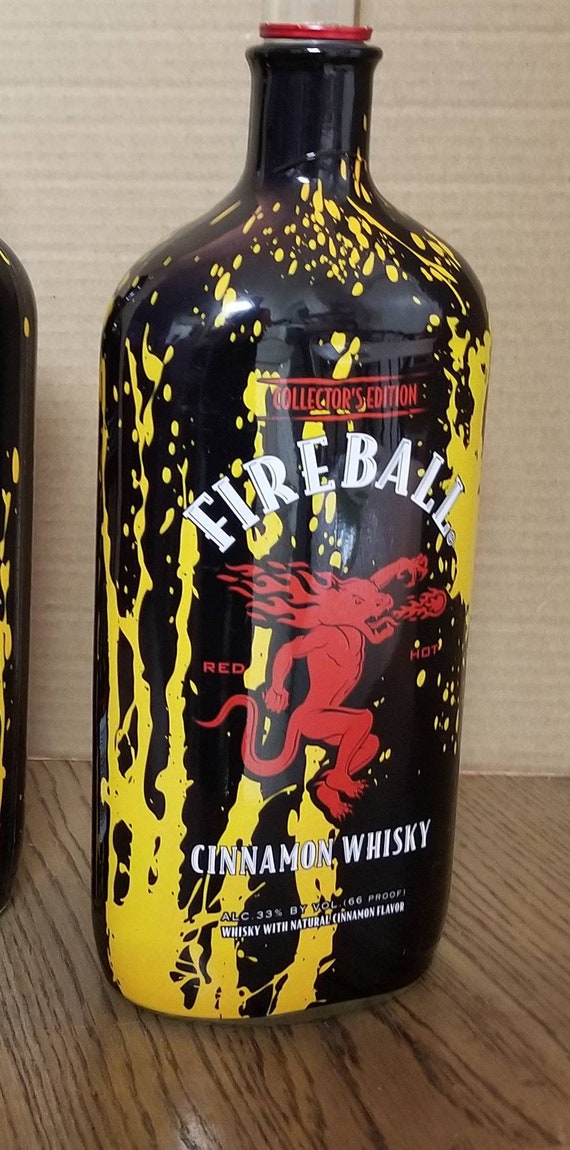 COLLECTOR'S EDITION
FIREBALL®
RED HOT
CINNAMON WHISKY
ALC. 33% BY VOL. (66 PROOF)
WHISKY WITH NATURAL CINNAMON FLAVOR